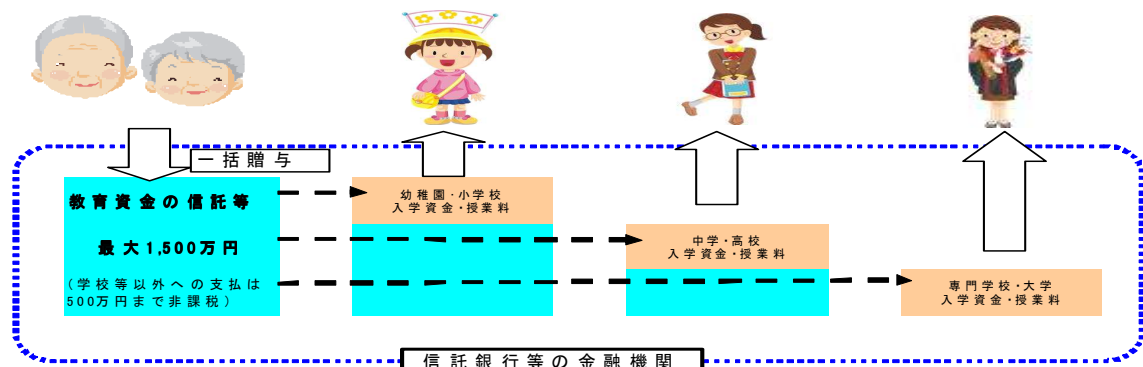 一括贈与
教育資金の信託等
最大1,500万円
(学校等以外への支払は
500万円まで非課税)
幼稚園・小学校
入学資金・授業料
中学・高校
入学資金・授業料
専門学校・大学
入学資金・授業料
信託銀行等の金融機関